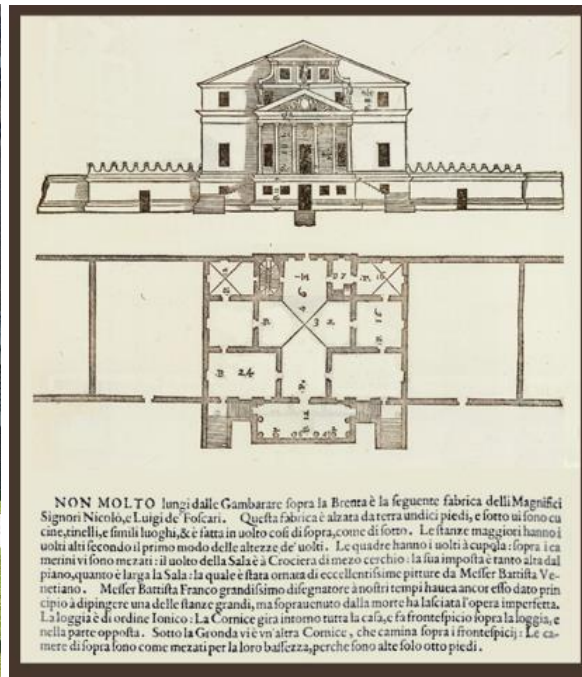 NON MOLTO lungi dalle Gambarare sopra la Brenta è la seguente fabrica delli Magnifici
Signori Nicolò, e Luigi de' Foscari. Questa fabrica è alzata da terra undici piedi, e sotto ui sono cu
cine, tinelli, e simili luoghi, & è fatta in uolto così di sopra, come di sotto. Le stanze maggiori hanno i
uolti alti secondo il primo modo delle altezze de' uolti. Le quadre hanno i uolti à cupola: sopra i ca
merini vi sono mezati: il uolto della Sala è à Crociera di mezo cerchio: la sua imposta è tanto alta dal
piano, quanto è larga la Sala: la quale è stata ornata di eccellentissime pitture da Messer Battista Ve-
netiano. Messer Battista Franco grandissimo disegnatore à nostri tempi hauea ancor esso dato prin
cipio à dipingere una delle stanze grandi, ma soprauenuto dalla morte ha lasciata l'opera imperfetta.
La loggia è di ordine Ionico: La Cornice gira intorno tutta la casa, e fa frontespicio sopra la loggia, e
nella parte opposta. Sotto la Gronda vi è vn'altra Cornice, che camina sopra i frontespicij: Le ca-
mere di sopra sono come mezati per la loro bassezza, perche sono alte solo otto piedi.